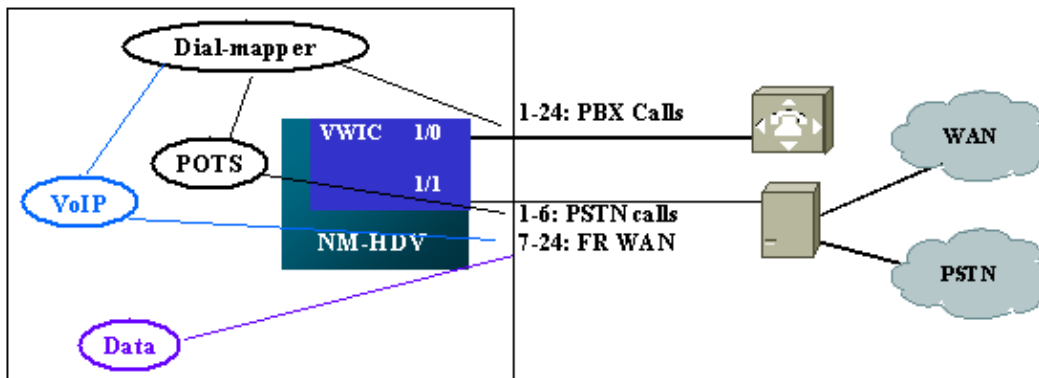 Dial-mapper
1-24: PBX Calls
VWIC 1/0
WAN
POTS
1/1
VoIP
1-6: PSTN calls
NM-HDV
7-24: FR WAN
PSTN
Data